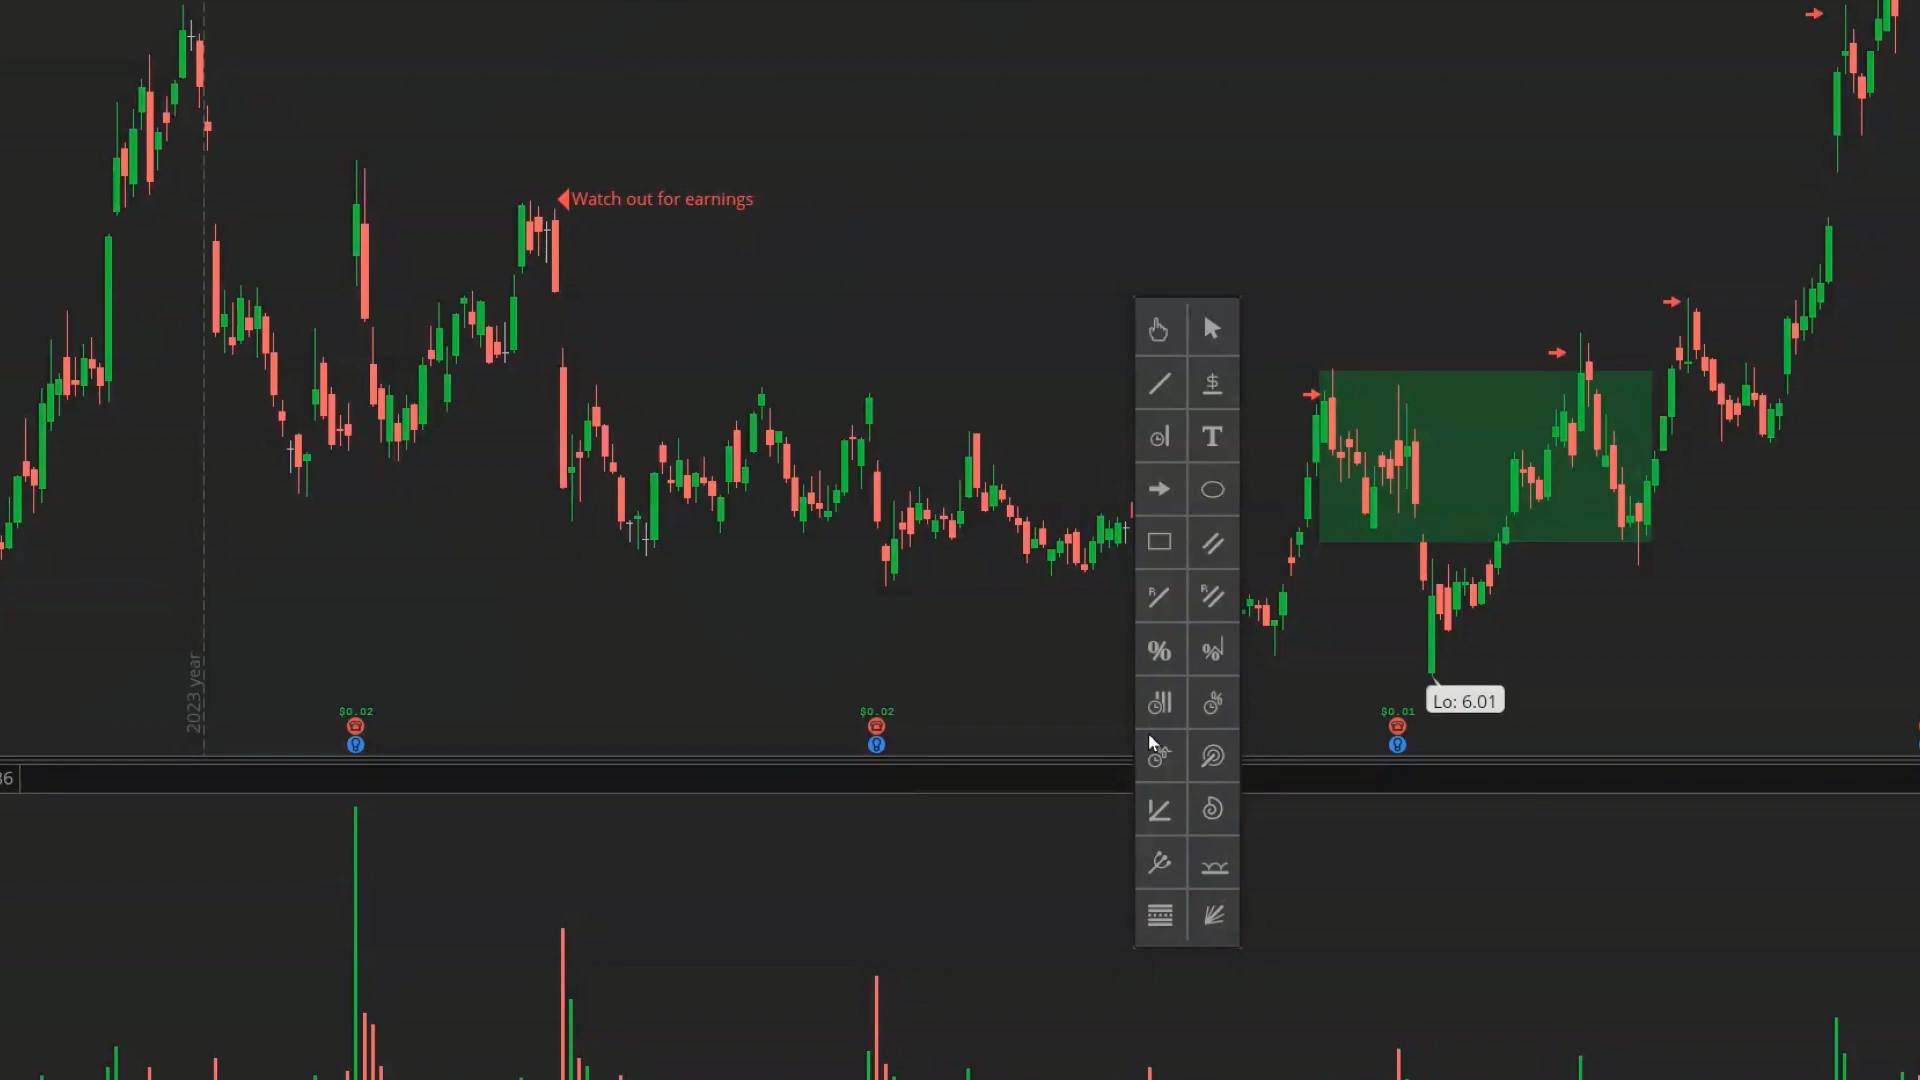 Watch out for earnings
2023 year
$0.02
$0.02
$0.01
Lo: 6.01
36
$
T
R
R
%
%
%